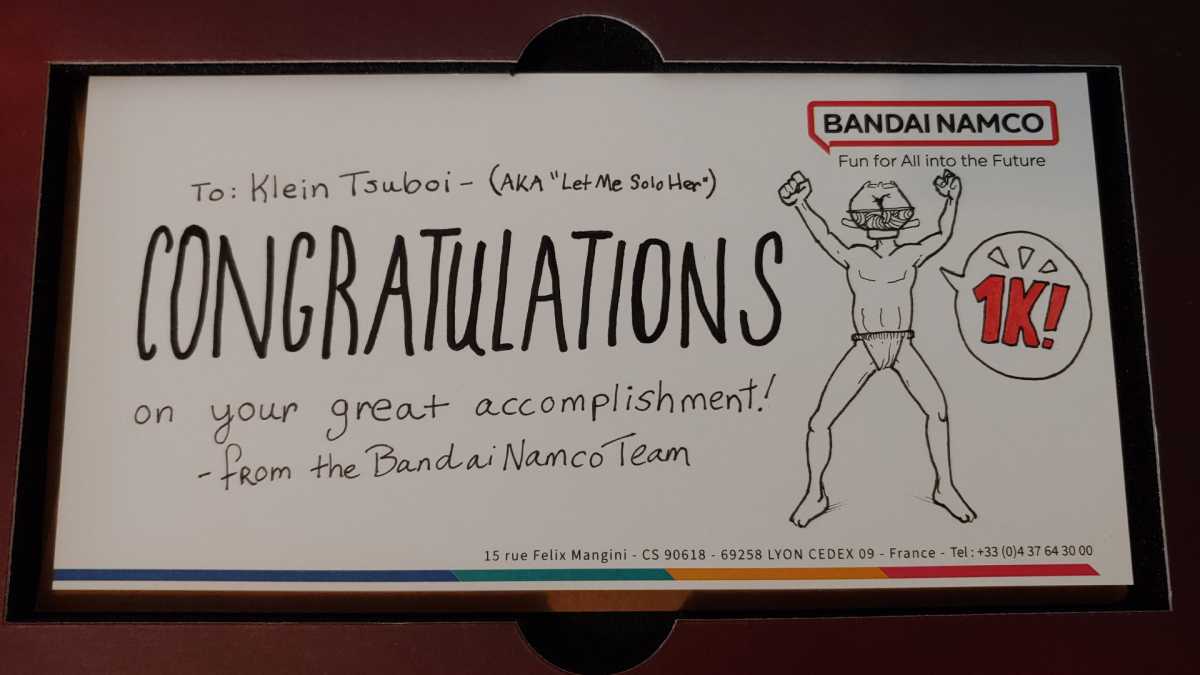 BANDAI NAMCO
Fun for All into the Future
To: Klein Tsuboi - (AKA "Let Me Solo Her")
CONGRATULATIONS
1K!
on your great accomplishment!
- from the Bandai Namco Team
15 rue Felix Mangini - CS 90618 - 69258 LYON CEDEX 09 - France - Tel : +33 (0)4 37 64 30 00